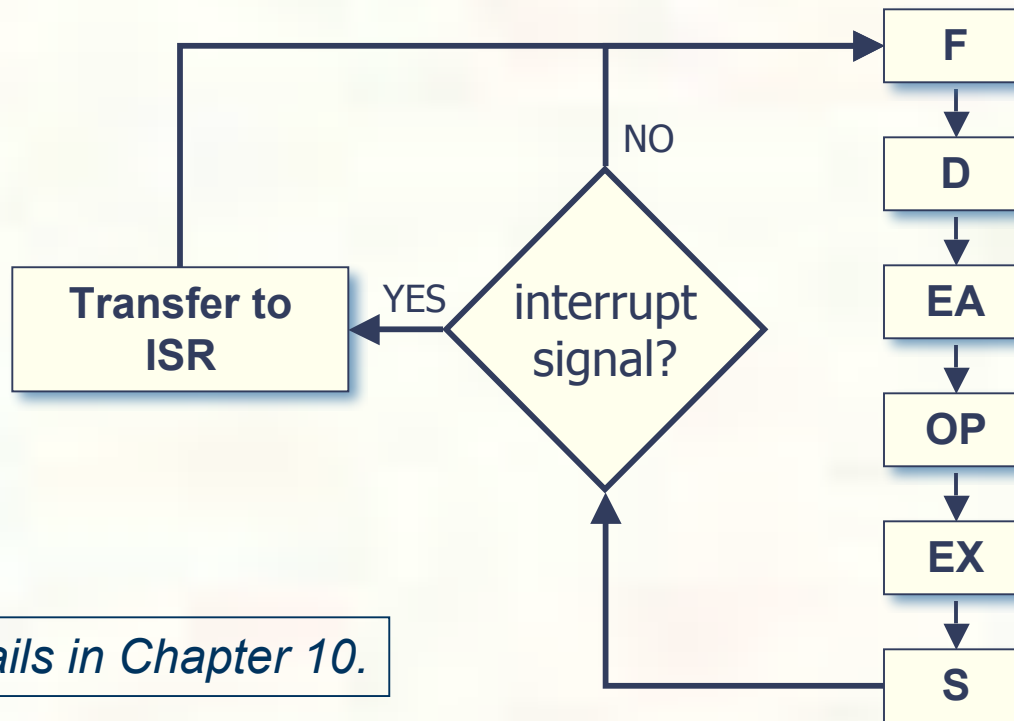 F
NO
D
Transfer to
ISR
YES
interrupt
signal?
EA
OP
EX
ails in Chapter 10.
S